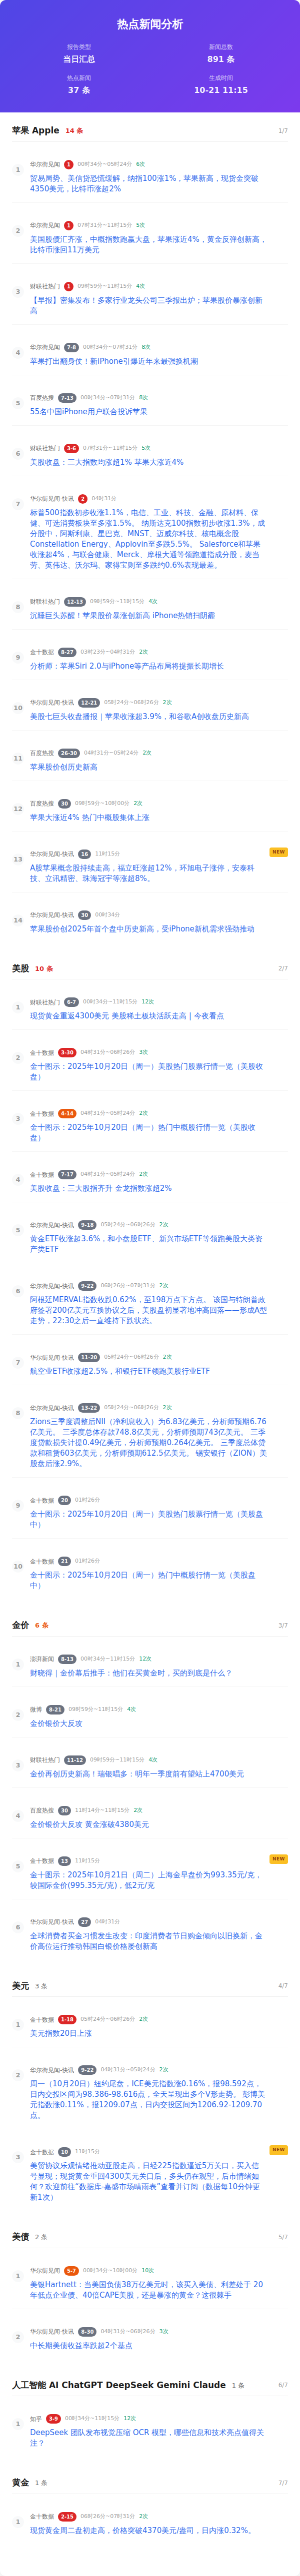 热点新闻分析
报告类型
当日汇总
新闻总数
891 条
热点新闻
37 条
生成时间
10-21 11:15
苹果 Apple 14 条 1/7
1
华尔街见闻 1 00时34分~05时24分 6次
贸易局势、美信贷恐慌缓解，纳指100涨1%，苹果新高，现货金突破
4350美元，比特币涨超2%
2
华尔街见闻 1 07时31分~11时15分 5次
美国股债汇齐涨，中概指数跑赢大盘，苹果涨近4%，黄金反弹创新高，
比特币涨回11万美元
3
财联社热门 1 09时59分~11时15分 4次
【早报】密集发布！多家行业龙头公司三季报出炉；苹果股价暴涨创新
高
4
华尔街见闻 7-8 00时34分~07时31分 8次
苹果打出翻身仗！新iPhone引爆近年来最强换机潮
5
百度热搜 7-13 00时34分~07时31分 8次
55名中国iPhone用户联合投诉苹果
6
财联社热门 3-6 07时31分~11时15分 5次
美股收盘：三大指数均涨超1% 苹果大涨近4%
7
华尔街见闻-快讯 2 04时31分
标普500指数初步收涨1.1%，电信、工业、科技、金融、原材料、保
健、可选消费板块至多涨1.5%。 纳斯达克100指数初步收涨1.3%，成
分股中，阿斯利康、星巴克、MNST、迈威尔科技、核电概念股
Constellation Energy、Applovin至多跌5.5%。 Salesforce和苹果
收涨超4%，与联合健康、Merck、摩根大通等领跑道指成分股，麦当
劳、英伟达、沃尔玛、家得宝则至多跌约0.6%表现最差。
8
财联社热门 12-13 09时59分~11时15分 4次
沉睡巨头苏醒！苹果股价暴涨创新高 iPhone热销扫阴霾
9
金十数据 8-27 03时23分~04时31分 2次
分析师：苹果Siri 2.0与iPhone等产品布局将提振长期增长
10
华尔街见闻-快讯 12-21 05时24分~06时26分 2次
美股七巨头收盘播报｜苹果收涨超3.9%，和谷歌A创收盘历史新高
11
百度热搜 26-30 04时31分~05时24分 2次
苹果股价创历史新高
12
百度热搜 30 09时59分~10时00分 2次
苹果大涨近4% 热门中概股集体上涨
13
华尔街见闻-快讯 16 11时15分 NEW
A股苹果概念股持续走高，福立旺涨超12%，环旭电子涨停，安泰科
技、立讯精密、珠海冠宇等涨超8%。
14
华尔街见闻-快讯 30 00时34分
苹果股价创2025年首个盘中历史新高，受iPhone新机需求强劲推动
美股 10 条 2/7
1
财联社热门 6-7 00时34分~11时15分 12次
现货黄金重返4300美元 美股稀土板块活跃走高 | 今夜看点
2
金十数据 3-30 04时31分~06时26分 3次
金十图示：2025年10月20日（周一）美股热门股票行情一览（美股收
盘）
3
金十数据 4-14 04时31分~05时24分 2次
金十图示：2025年10月20日（周一）热门中概股行情一览（美股收
盘）
4
金十数据 7-17 04时31分~05时24分 2次
美股收盘：三大股指齐升 金龙指数涨超2%
5
华尔街见闻-快讯 9-18 05时24分~06时26分 2次
黄金ETF收涨超3.6%，和小盘股ETF、新兴市场ETF等领跑美股大类资
产类ETF
6
华尔街见闻-快讯 9-22 06时26分~07时31分 2次
阿根廷MERVAL指数收跌0.62%，至198万点下方点。 该国与特朗普政
府签署200亿美元互换协议之后，美股盘初显著地冲高回落——形成A型
走势，22:30之后一直维持下跌状态。
7
华尔街见闻-快讯 11-20 05时24分~06时26分 2次
航空业ETF收涨超2.5%，和银行ETF领跑美股行业ETF
8
华尔街见闻-快讯 13-22 05时24分~06时26分 2次
Zions三季度调整后NII（净利息收入）为6.83亿美元，分析师预期6.76
亿美元。 三季度总体存款748.8亿美元，分析师预期743亿美元。 三季
度贷款损失计提0.49亿美元，分析师预期0.264亿美元。 三季度总体贷
款和租赁603亿美元，分析师预期612.5亿美元。 锡安银行（ZION）美
股盘后涨2.9%。
9
金十数据 20 01时26分
金十图示：2025年10月20日（周一）美股热门股票行情一览（美股盘
中）
10
金十数据 21 01时26分
金十图示：2025年10月20日（周一）热门中概股行情一览（美股盘
中）
金价 6 条 3/7
1
澎湃新闻 8-13 00时34分~11时15分 12次
财晓得｜金价幕后推手：他们在买黄金时，买的到底是什么？
2
微博 8-21 09时59分~11时15分 4次
金价银价大反攻
3
财联社热门 11-12 09时59分~11时15分 4次
金价再创历史新高！瑞银唱多：明年一季度前有望站上4700美元
4
百度热搜 30 11时14分~11时15分 2次
金价银价大反攻 黄金涨破4380美元
5
金十数据 13 11时15分 NEW
金十图示：2025年10月21日（周二）上海金早盘价为993.35元/克，
较国际金价(995.35元/克)，低2元/克
6
华尔街见闻-快讯 27 04时31分
全球消费者买金习惯发生改变：印度消费者节日购金倾向以旧换新，金
价高位运行推动韩国白银价格屡创新高
美元 3 条 4/7
1
金十数据 1-18 05时24分~06时26分 2次
美元指数20日上涨
2
华尔街见闻-快讯 9-22 04时31分~05时24分 2次
周一（10月20日）纽约尾盘，ICE美元指数涨0.16%，报98.592点，
日内交投区间为98.386-98.616点，全天呈现出多个V形走势。 彭博美
元指数涨0.11%，报1209.07点，日内交投区间为1206.92-1209.70
点。
3
金十数据 10 11时15分 NEW
美贸协议乐观情绪推动亚股走高，日经225指数逼近5万关口，买入信
号显现；现货黄金重回4300美元关口后，多头仍在观望，后市情绪如
何？欢迎前往"数据库-嘉盛市场晴雨表"查看并订阅（数据每10分钟更
新1次）
美债 2 条 5/7
1
华尔街见闻 5-7 00时34分~10时00分 10次
美银Hartnett：当美国负债38万亿美元时，该买入美债、利差处于 20
年低点企业债、40倍CAPE美股，还是暴涨的黄金？这很棘手
2
华尔街见闻-快讯 8-30 04时31分~06时26分 3次
中长期美债收益率跌超2个基点
人工智能 AI ChatGPT DeepSeek Gemini Claude 1 条 6/7
1
知乎 3-9 00时34分~11时15分 12次
DeepSeek 团队发布视觉压缩 OCR 模型，哪些信息和技术亮点值得关
注？
黄金 1 条 7/7
1
金十数据 2-15 06时26分~07时31分 2次
现货黄金周二盘初走高，价格突破4370美元/盎司，日内涨0.32%。